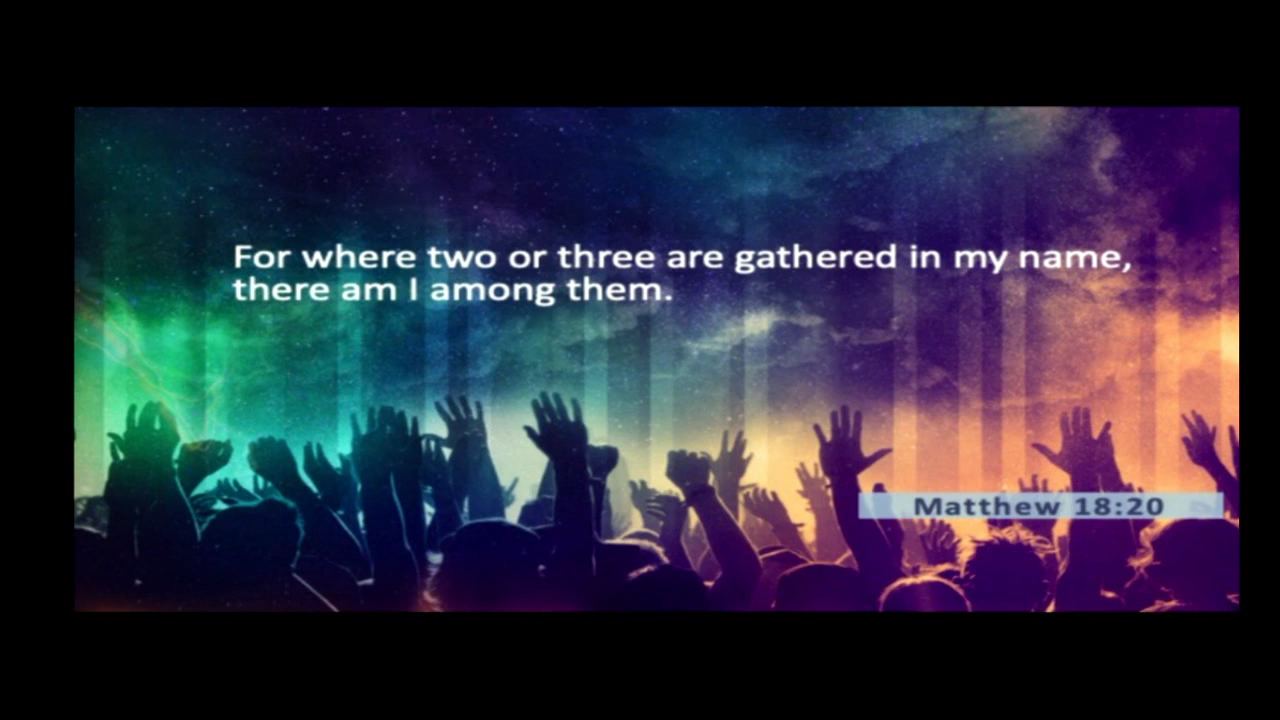 For where two or three are gathered in my name,
there am I among them.
Matthew 18:20